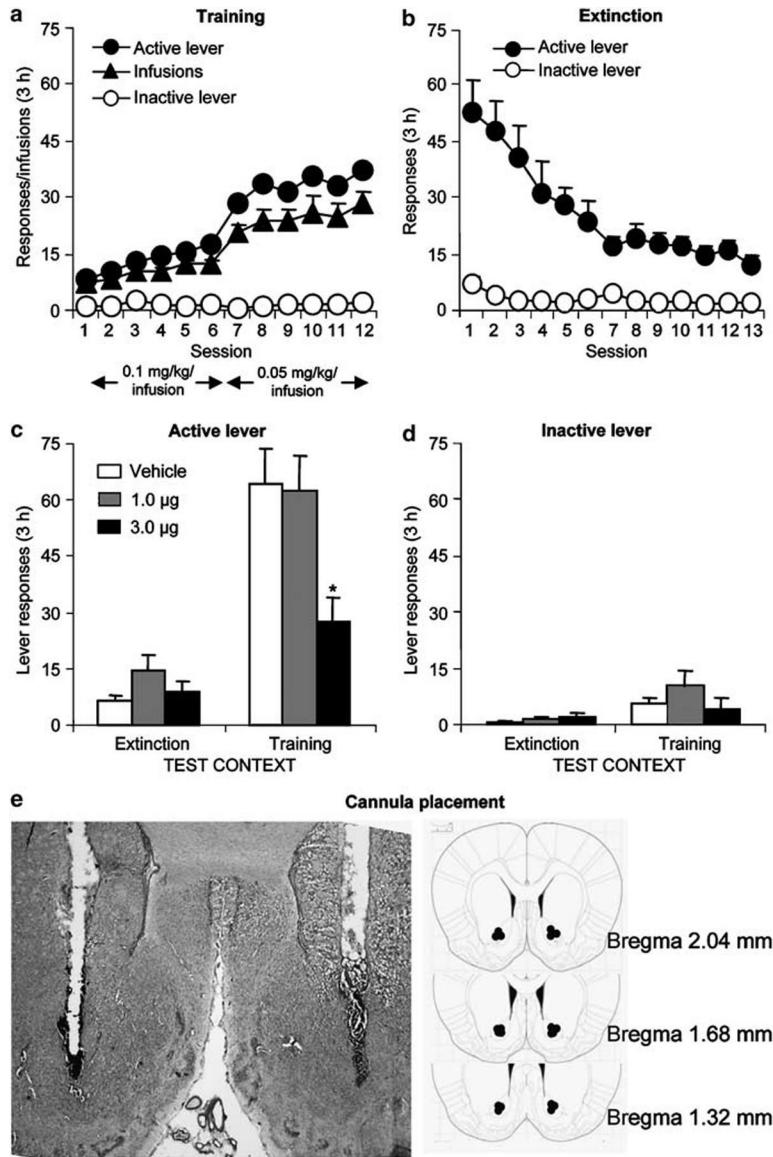 a
Training
Active lever
Infusions
Inactive lever
Responses/infusions (3 h)
75
60
45
30
15
0
1 2 3 4 5 6 7 8 9 10 11 12
Session
0.1 mg/kg/
infusion
0.05 mg/kg/
infusion
b
Extinction
Active lever
Inactive lever
Responses (3 h)
75
60
45
30
15
0
1 2 3 4 5 6 7 8 9 10 11 12 13
Session
c
Active lever
Vehicle
1.0 µg
3.0 µg
*
Lever responses (3 h)
75
60
45
30
15
0
Extinction Training
TEST CONTEXT
d
Inactive lever
Lever responses (3 h)
75
60
45
30
15
0
Extinction Training
TEST CONTEXT
e
Cannula placement
Bregma 2.04 mm
Bregma 1.68 mm
Bregma 1.32 mm